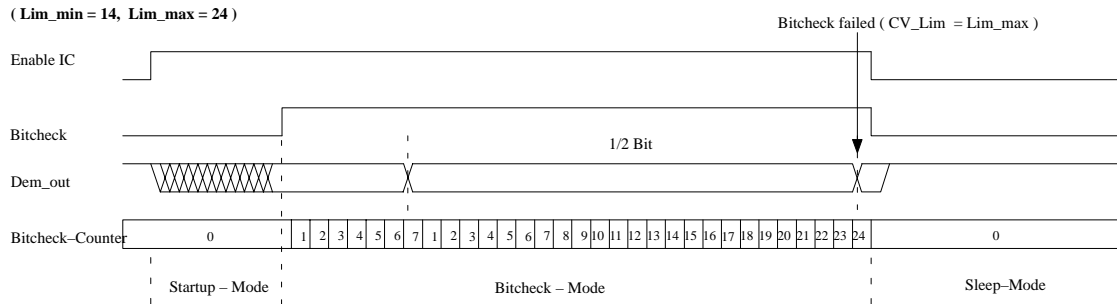 ( Lim_min = 14, Lim_max = 24 )
Bitcheck failed ( CV_Lim = Lim_max )
Enable IC
Bitcheck
1/2 Bit
Dem_out
Bitcheck–Counter
0 1 2 3 4 5 6 7 1 2 3 4 5 6 7 8 9 10 11 12 13 14 15 16 17 18 19 20 21 22 23 24 0
Startup – Mode Bitcheck – Mode Sleep–Mode